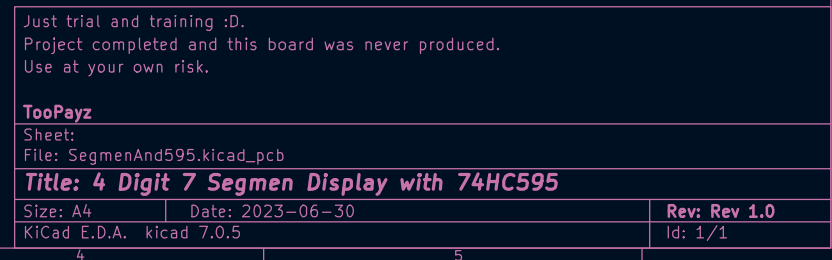 Just trial and training :D.
Project completed and this board was never produced.
Use at your own risk.
TooPayz
Sheet:
File: SegmenAnd595.kicad_pcb
Title: 4 Digit 7 Segmen Display with 74HC595
Size: A4 Date: 2023-06-30 Rev: Rev 1.0
KiCad E.D.A. kicad 7.0.5 Id: 1/1
4 5